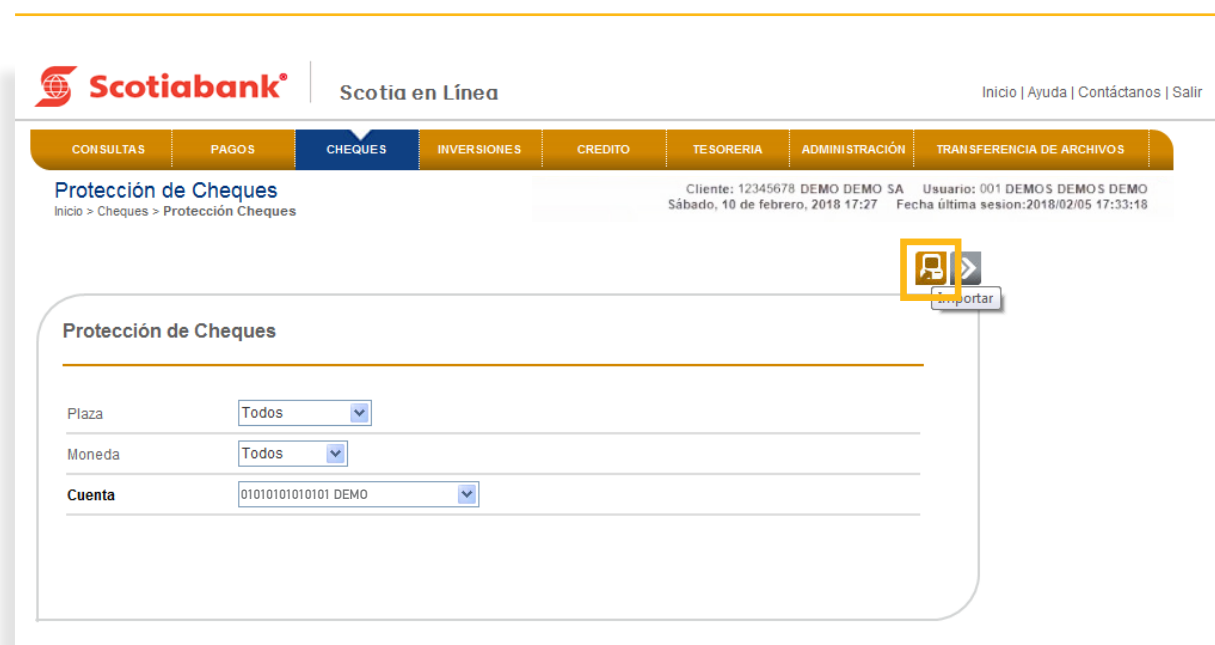 Scotiabank®
Scotia en Línea
Inicio | Ayuda | Contáctanos | Salir
CONSULTAS PAGOS CHEQUES INVERSIONES CREDITO TESORERIA ADMINISTRACIÓN TRANSFERENCIA DE ARCHIVOS
Protección de Cheques
Inicio > Cheques > Protección Cheques
Cliente: 12345678 DEMO DEMO SA Usuario: 001 DEMOS DEMOS DEMO
Sábado, 10 de febrero, 2018 17:27 Fecha última sesion:2018/02/05 17:33:18
Importar
Protección de Cheques
Plaza Todos
Moneda Todos
Cuenta 01010101010101 DEMO